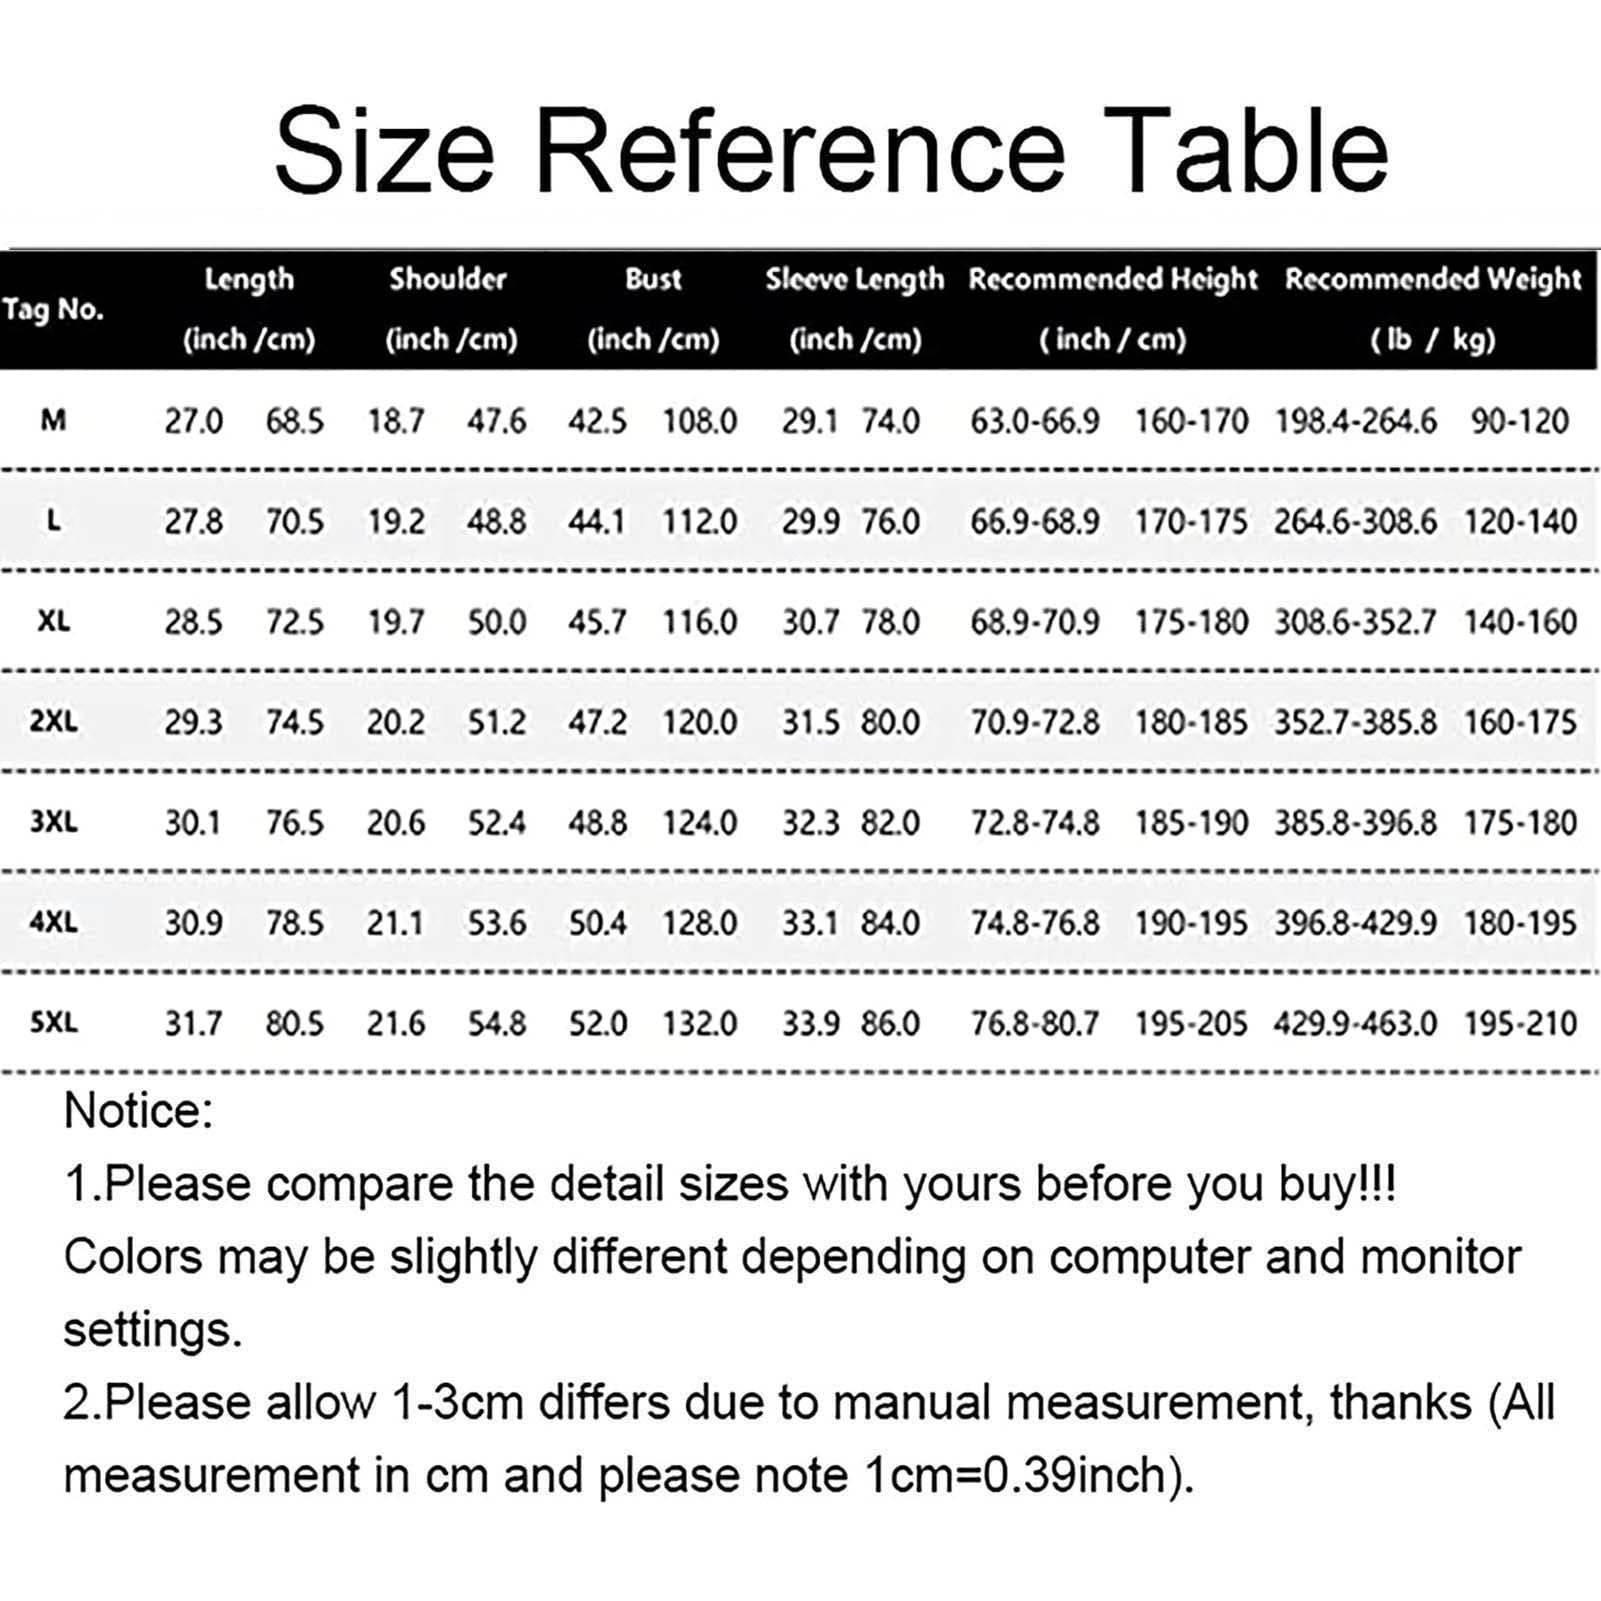 Size Reference Table
Tag No. Length (inch /cm) Shoulder (inch /cm) Bust (inch /cm) Sleeve Length (inch /cm) Recommended Height ( inch / cm) Recommended Weight ( lb / kg)
M 27.0 68.5 18.7 47.6 42.5 108.0 29.1 74.0 63.0-66.9 160-170 198.4-264.6 90-120
L 27.8 70.5 19.2 48.8 44.1 112.0 29.9 76.0 66.9-68.9 170-175 264.6-308.6 120-140
XL 28.5 72.5 19.7 50.0 45.7 116.0 30.7 78.0 68.9-70.9 175-180 308.6-352.7 140-160
2XL 29.3 74.5 20.2 51.2 47.2 120.0 31.5 80.0 70.9-72.8 180-185 352.7-385.8 160-175
3XL 30.1 76.5 20.6 52.4 48.8 124.0 32.3 82.0 72.8-74.8 185-190 385.8-396.8 175-180
4XL 30.9 78.5 21.1 53.6 50.4 128.0 33.1 84.0 74.8-76.8 190-195 396.8-429.9 180-195
5XL 31.7 80.5 21.6 54.8 52.0 132.0 33.9 86.0 76.8-80.7 195-205 429.9-463.0 195-210
Notice:
1.Please compare the detail sizes with yours before you buy!!!
Colors may be slightly different depending on computer and monitor
settings.
2.Please allow 1-3cm differs due to manual measurement, thanks (All
measurement in cm and please note 1cm=0.39inch).